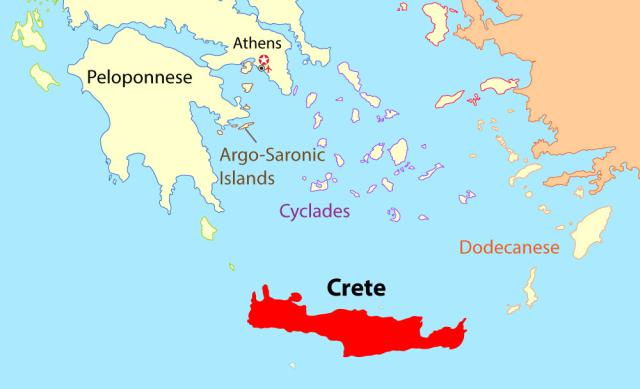 Athens
Peloponnese
Argo-Saronic
Islands
Cyclades
Dodecanese
Crete